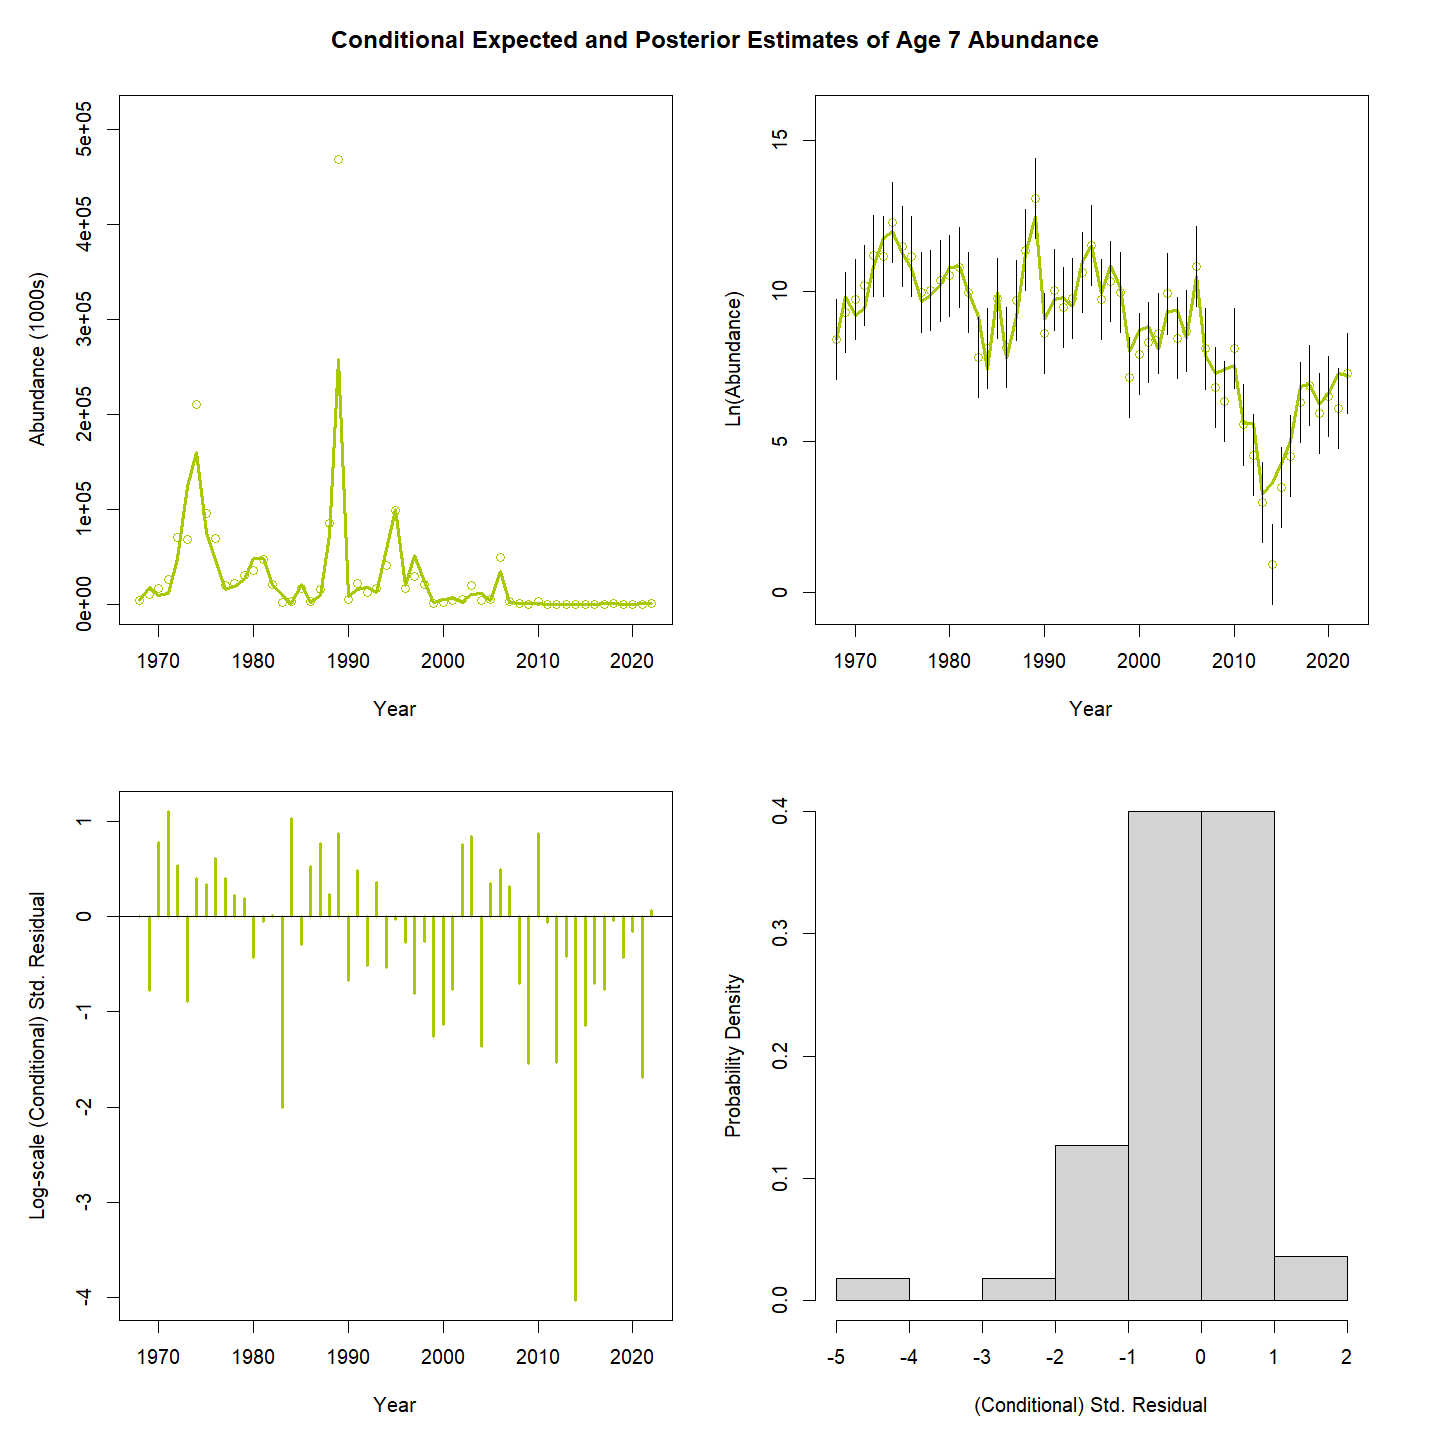 Conditional Expected and Posterior Estimates of Age 7 Abundance
Abundance (1000s)
0e+00 1e+05 2e+05 3e+05 4e+05 5e+05
1970 1980 1990 2000 2010 2020
Year
Ln(Abundance)
0 5 10 15
1970 1980 1990 2000 2010 2020
Year
Log-scale (Conditional) Std. Residual
-4 -3 -2 -1 0 1
1970 1980 1990 2000 2010 2020
Year
Probability Density
0.0 0.1 0.2 0.3 0.4
-5 -4 -3 -2 -1 0 1 2
(Conditional) Std. Residual